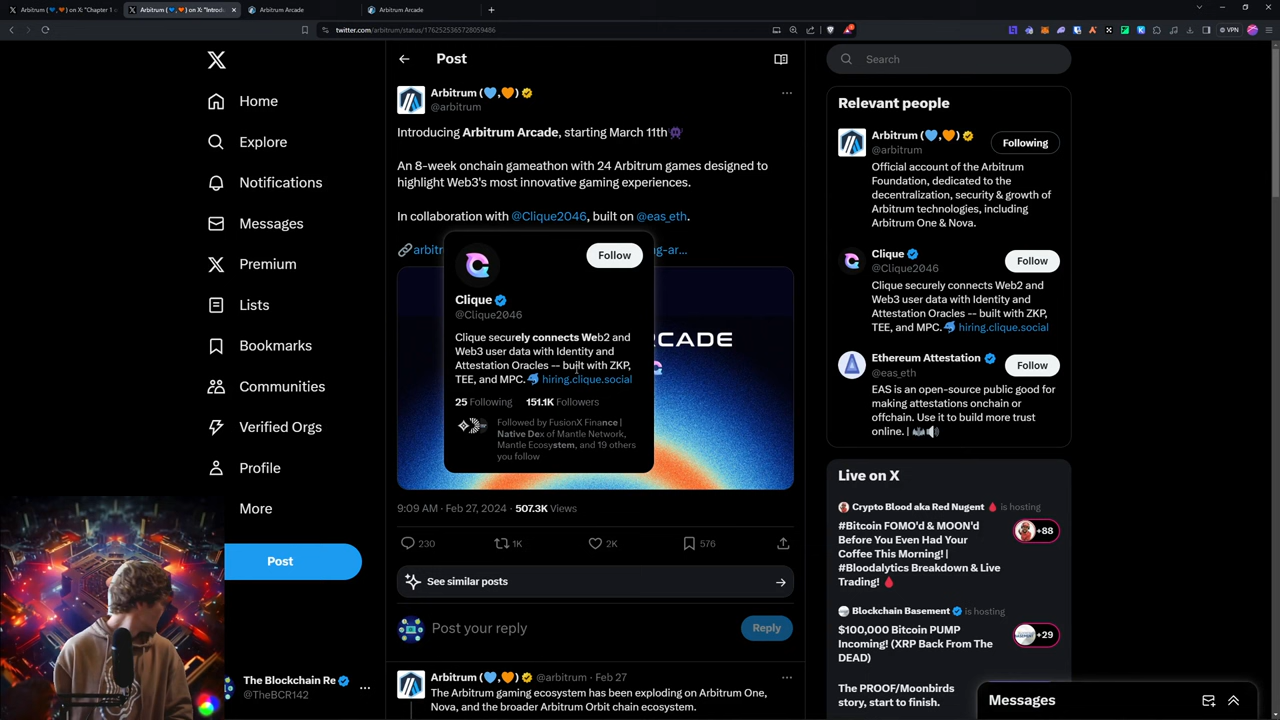 Arbitrum (💙,🧡) on X: "Chapter 1
Arbitrum (💙,🧡) on X: "Introdu
Arbitrum Arcade
Arbitrum Arcade
twitter.com/arbitrum/status/1762525365728059486
VPN
Home
Explore
Notifications
Messages
Premium
Lists
Bookmarks
Communities
Verified Orgs
Profile
More
Post
The Blockchain Re
@TheBCR142
Post
Arbitrum (💙,🧡)
@arbitrum
Introducing Arbitrum Arcade, starting March 11th👾
An 8-week onchain gameathon with 24 Arbitrum games designed to
highlight Web3's most innovative gaming experiences.
In collaboration with @Clique2046, built on @eas_eth.
🔗arbitr
ng-ar...
Follow
Clique
@Clique2046
Clique securely connects Web2 and
Web3 user data with Identity and
Attestation Oracles -- built with ZKP,
TEE, and MPC. hiring.clique.social
25 Following 151.1K Followers
Followed by FusionX Finance |
Native Dex of Mantle Network,
Mantle Ecosystem, and 19 others
you follow
RCADE
9:09 AM · Feb 27, 2024 · 507.3K Views
230 1K 2K 576
See similar posts
Post your reply
Reply
Arbitrum (💙,🧡) @arbitrum · Feb 27
The Arbitrum gaming ecosystem has been exploding on Arbitrum One,
Nova, and the broader Arbitrum Orbit chain ecosystem.
Search
Relevant people
Arbitrum (💙,🧡)
@arbitrum
Following
Official account of the Arbitrum
Foundation, dedicated to the
decentralization, security & growth of
Arbitrum technologies, including
Arbitrum One & Nova.
Clique
@Clique2046
Follow
Clique securely connects Web2 and
Web3 user data with Identity and
Attestation Oracles -- built with ZKP,
TEE, and MPC. hiring.clique.social
Ethereum Attestation
@eas_eth
Follow
EAS is an open-source public good for
making attestations onchain or
offchain. Use it to build more trust
online. |
Live on X
Crypto Blood aka Red Nugent 🩸 is hosting
#Bitcoin FOMO'd & MOON'd
Before You Even Had Your
Coffee This Morning! |
#Bloodalytics Breakdown & Live
Trading! 🩸
+88
Blockchain Basement is hosting
$100,000 Bitcoin PUMP
Incoming! (XRP Back From The
DEAD)
+29
The PROOF/Moonbirds
story, start to finish.
Messages